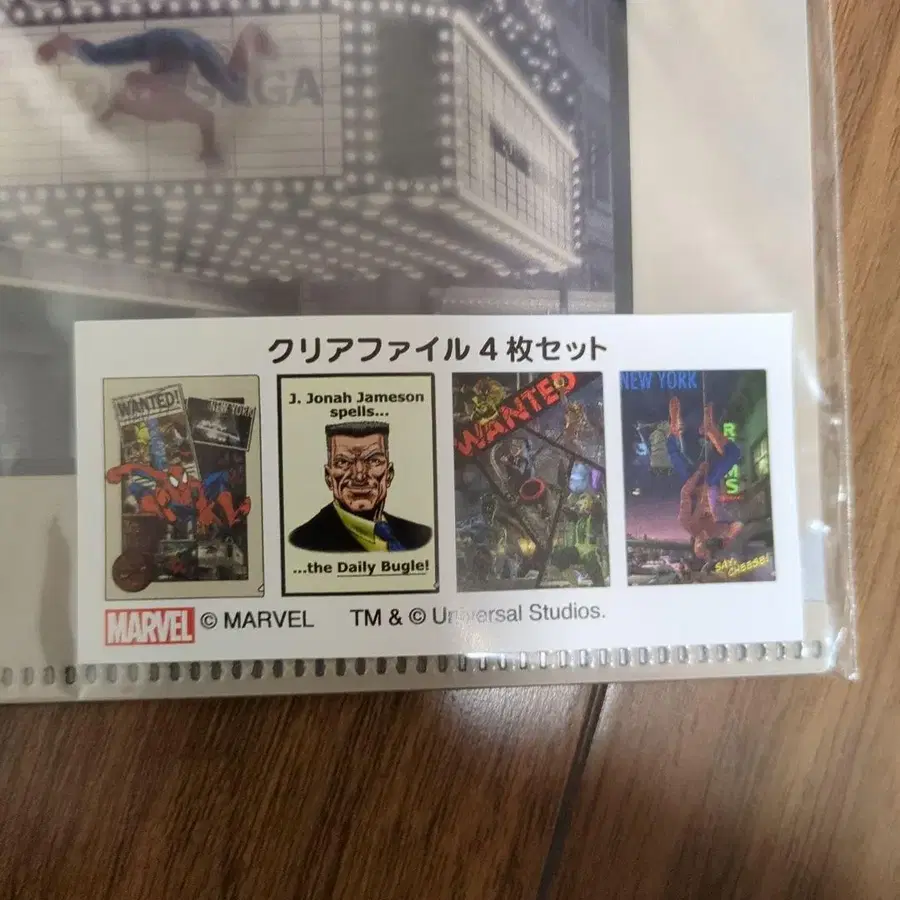 SAGA
クリアファイル4枚セット
WANTED!
NEW YORK
J. Jonah Jameson
spells...
...the Daily Bugle!
WANTED
NEW YORK
SAY, CHEESE!
MARVEL © MARVEL TM & © Universal Studios.